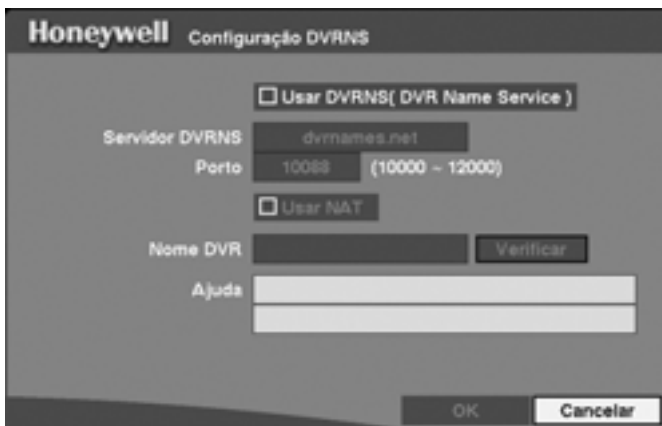 Honeywell Configuração DVRNS
Usar DVRNS( DVR Name Service )
Servidor DVRNS dvrnames.net
Porto 10088 (10000 ~ 12000)
Usar NAT
Nome DVR Verificar
Ajuda
OK Cancelar